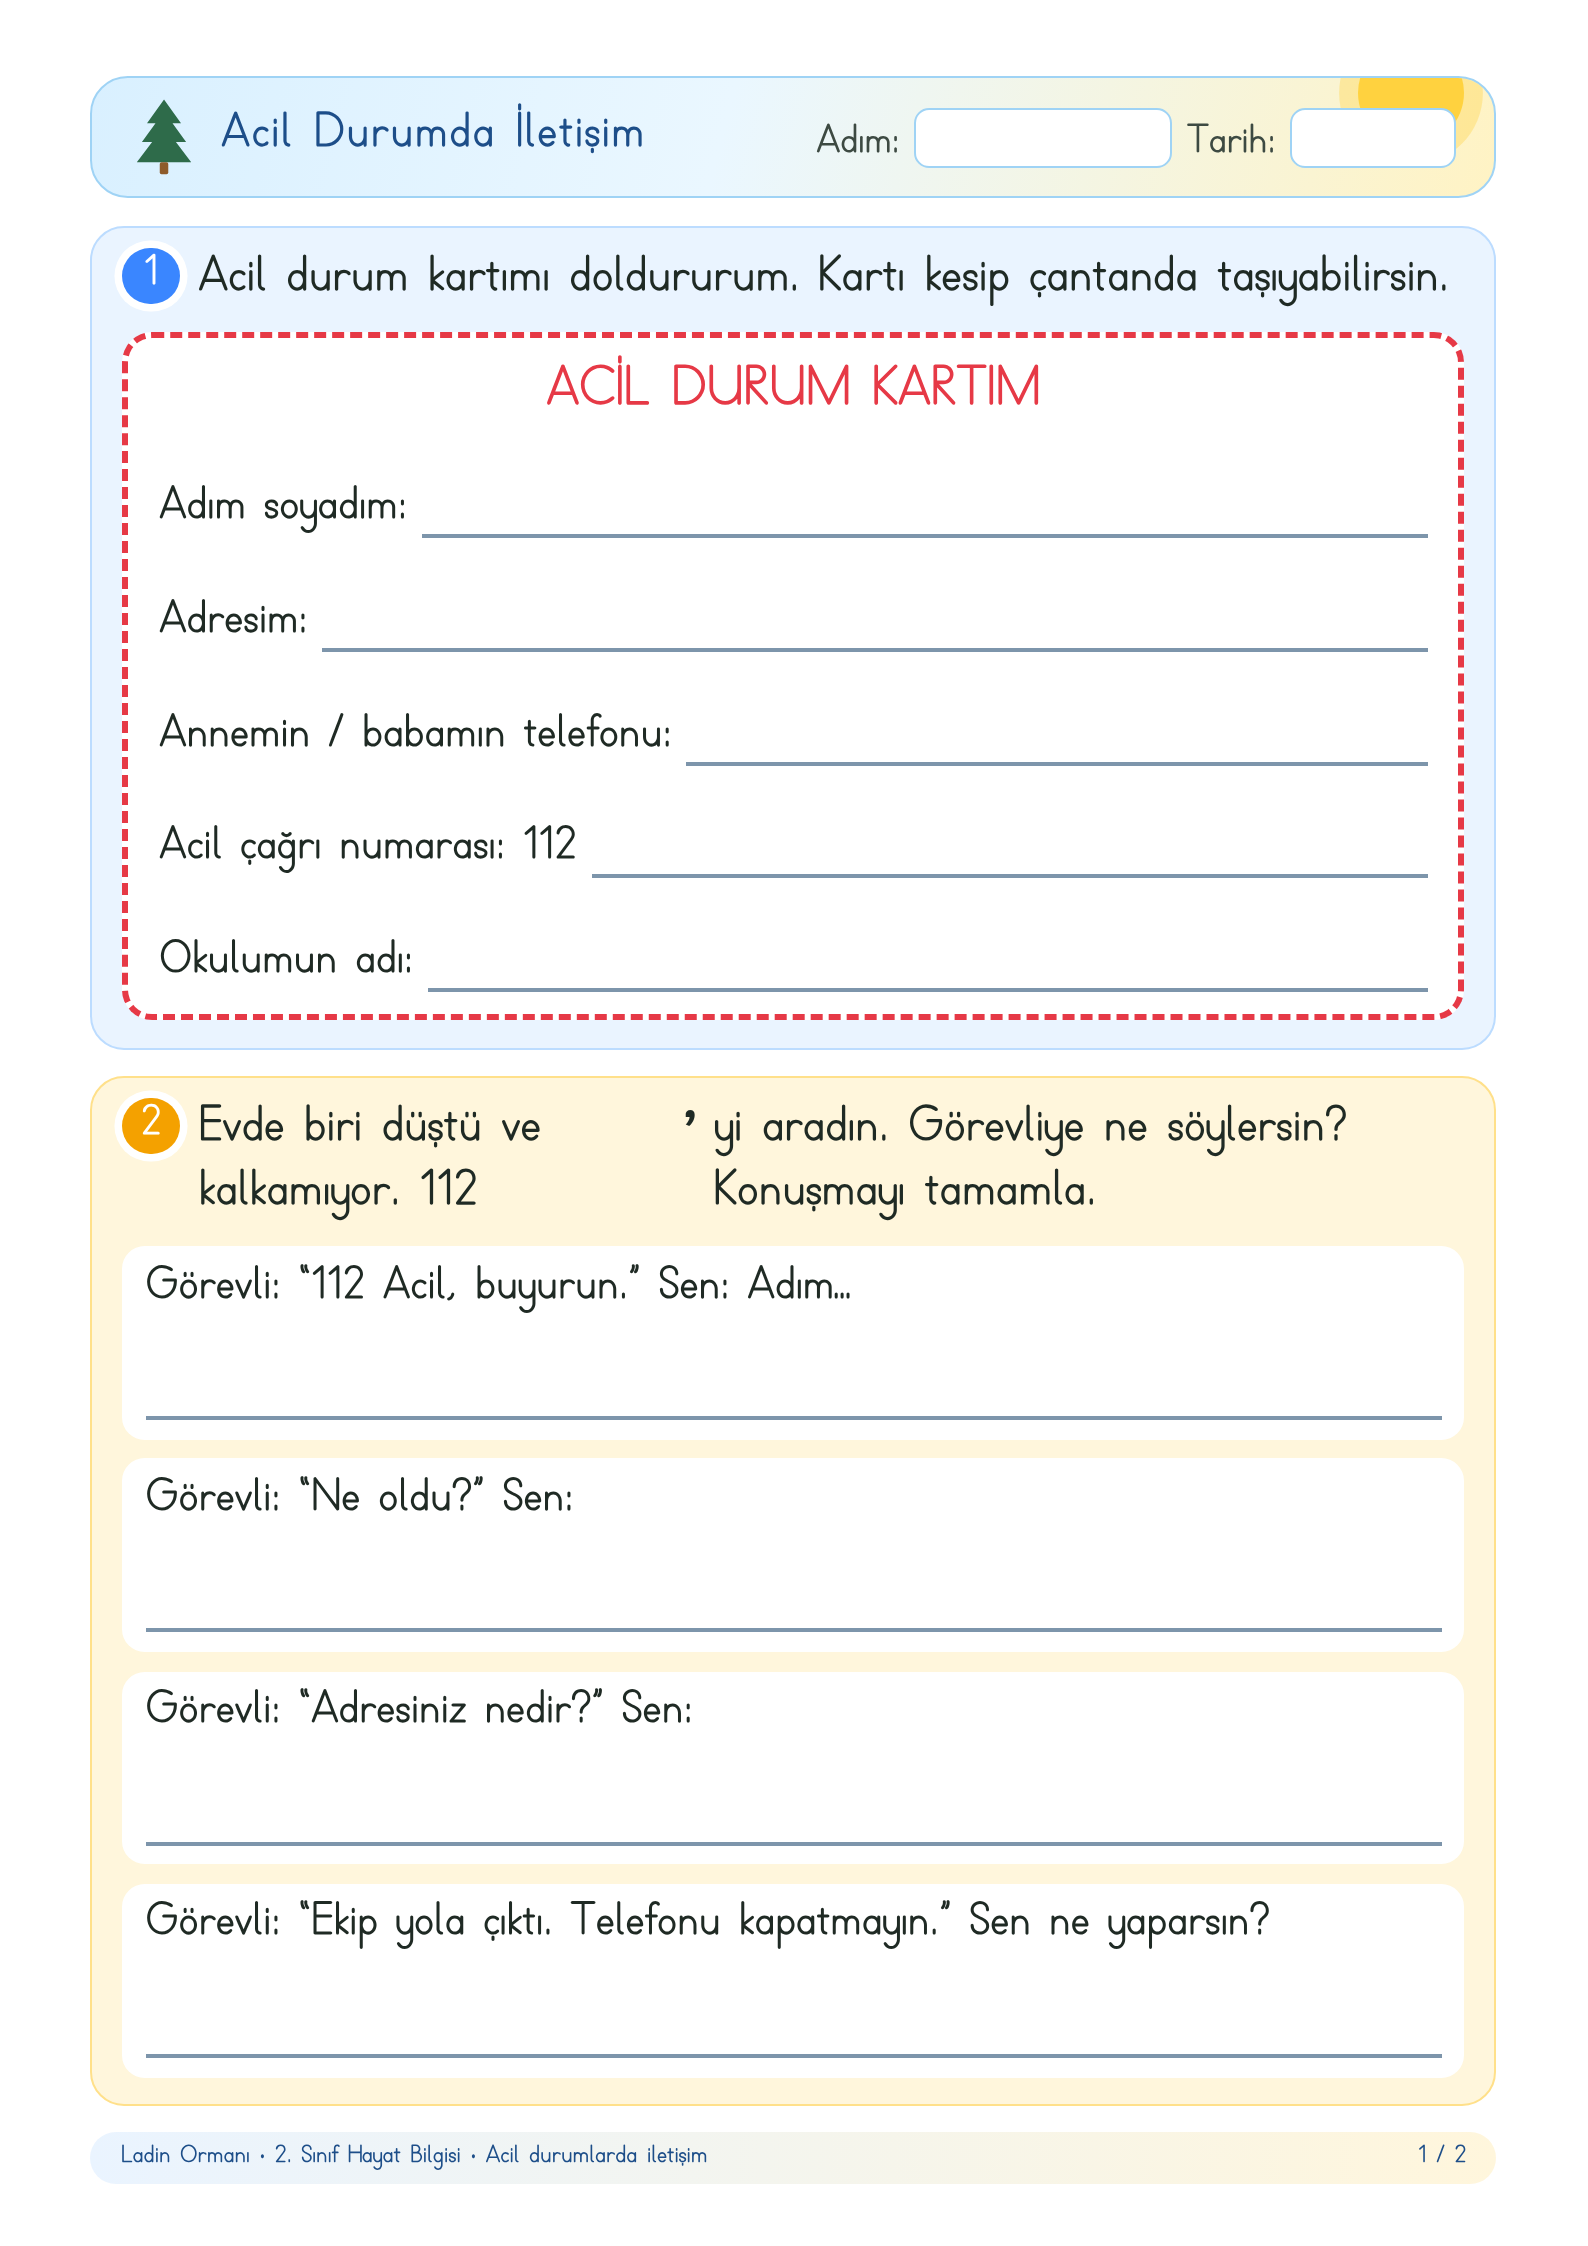 Acil Durumda İletişim
Adım:
Tarih:
1
Acil durum kartımı doldururum. Kartı kesip çantanda taşıyabilirsin.
ACİL DURUM KARTIM
Adım soyadım:
Adresim:
Annemin / babamın telefonu:
Acil çağrı numarası: 112
Okulumun adı:
2
Evde biri düştü ve
kalkamıyor. 112
’
yi aradın. Görevliye ne söylersin?
Konuşmayı tamamla.
Görevli: “112 Acil, buyurun.” Sen: Adım...
Görevli: “Ne oldu?” Sen:
Görevli: “Adresiniz nedir?” Sen:
Görevli: “Ekip yola çıktı. Telefonu kapatmayın.” Sen ne yaparsın?
Ladin Ormanı • 2. Sınıf Hayat Bilgisi • Acil durumlarda iletişim
1 / 2